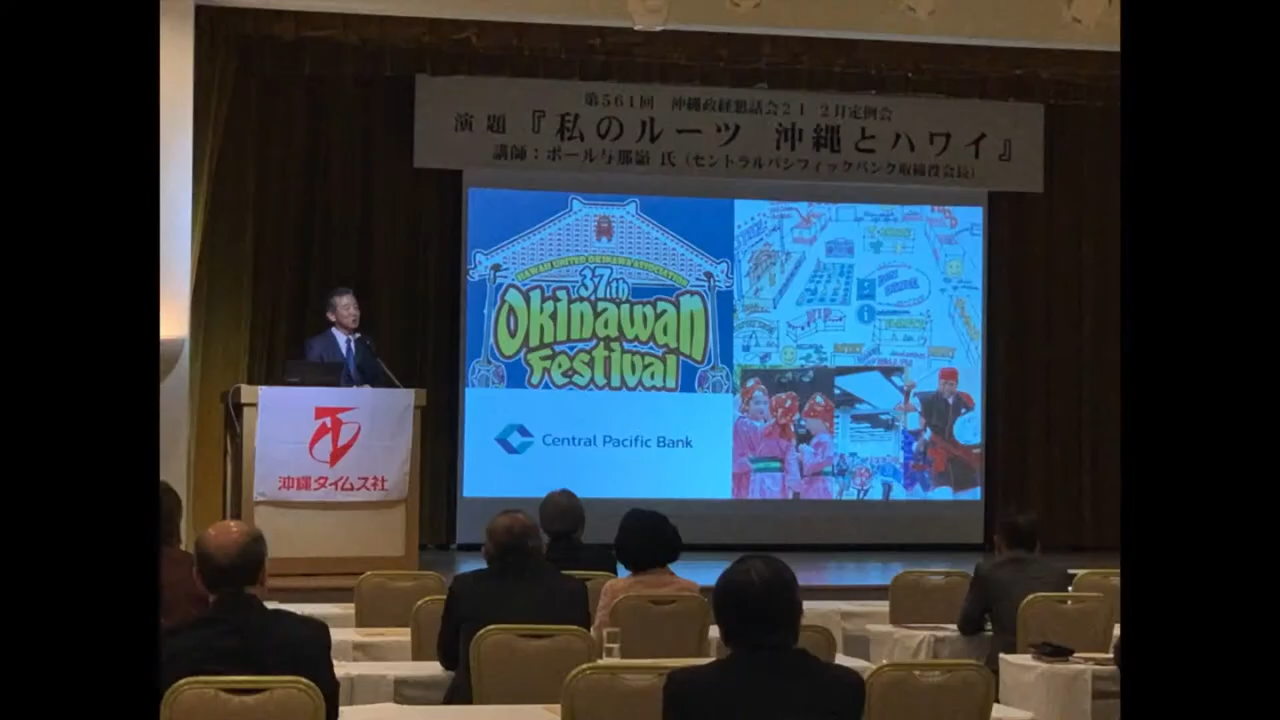 第561回 沖縄政経懇話会21 2月定例会
演題『私のルーツ 沖縄とハワイ』
講師：ポール与那嶺 氏（セントラルパシフィックバンク取締役会長）
HAWAII UNITED OKINAWA ASSOCIATION
37th
Okinawan
Festival
Central Pacific Bank
沖縄タイムス社